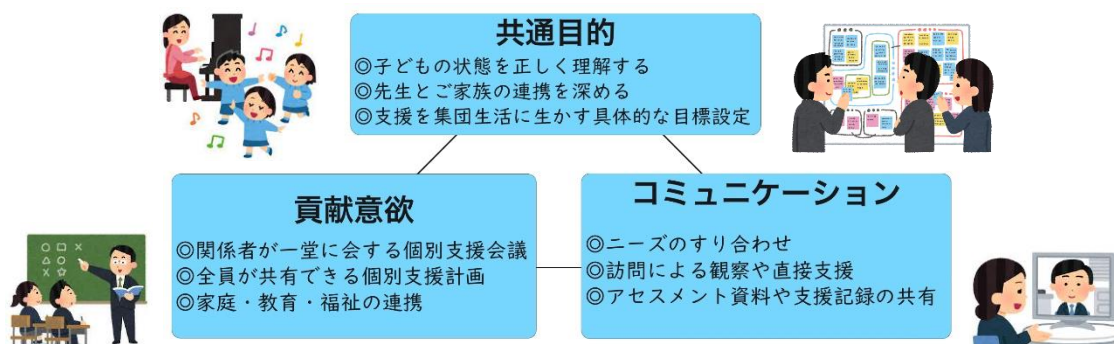 共通目的
◎子どもの状態を正しく理解する
◎先生とご家族の連携を深める
◎支援を集団生活に生かす具体的な目標設定
貢献意欲
◎関係者が一堂に会する個別支援会議
◎全員が共有できる個別支援計画
◎家庭・教育・福祉の連携
コミュニケーション
◎ニーズのすり合わせ
◎訪問による観察や直接支援
◎アセスメント資料や支援記録の共有